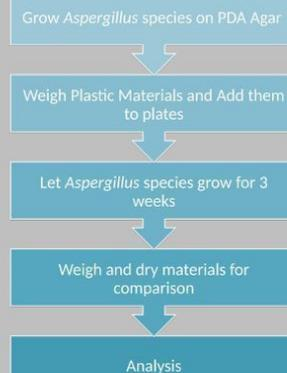 Grow Aspergillus species on PDA Agar
Weigh Plastic Materials and Add them
to plates
Let Aspergillus species grow for 3
weeks
Weigh and dry materials for
comparison
Analysis